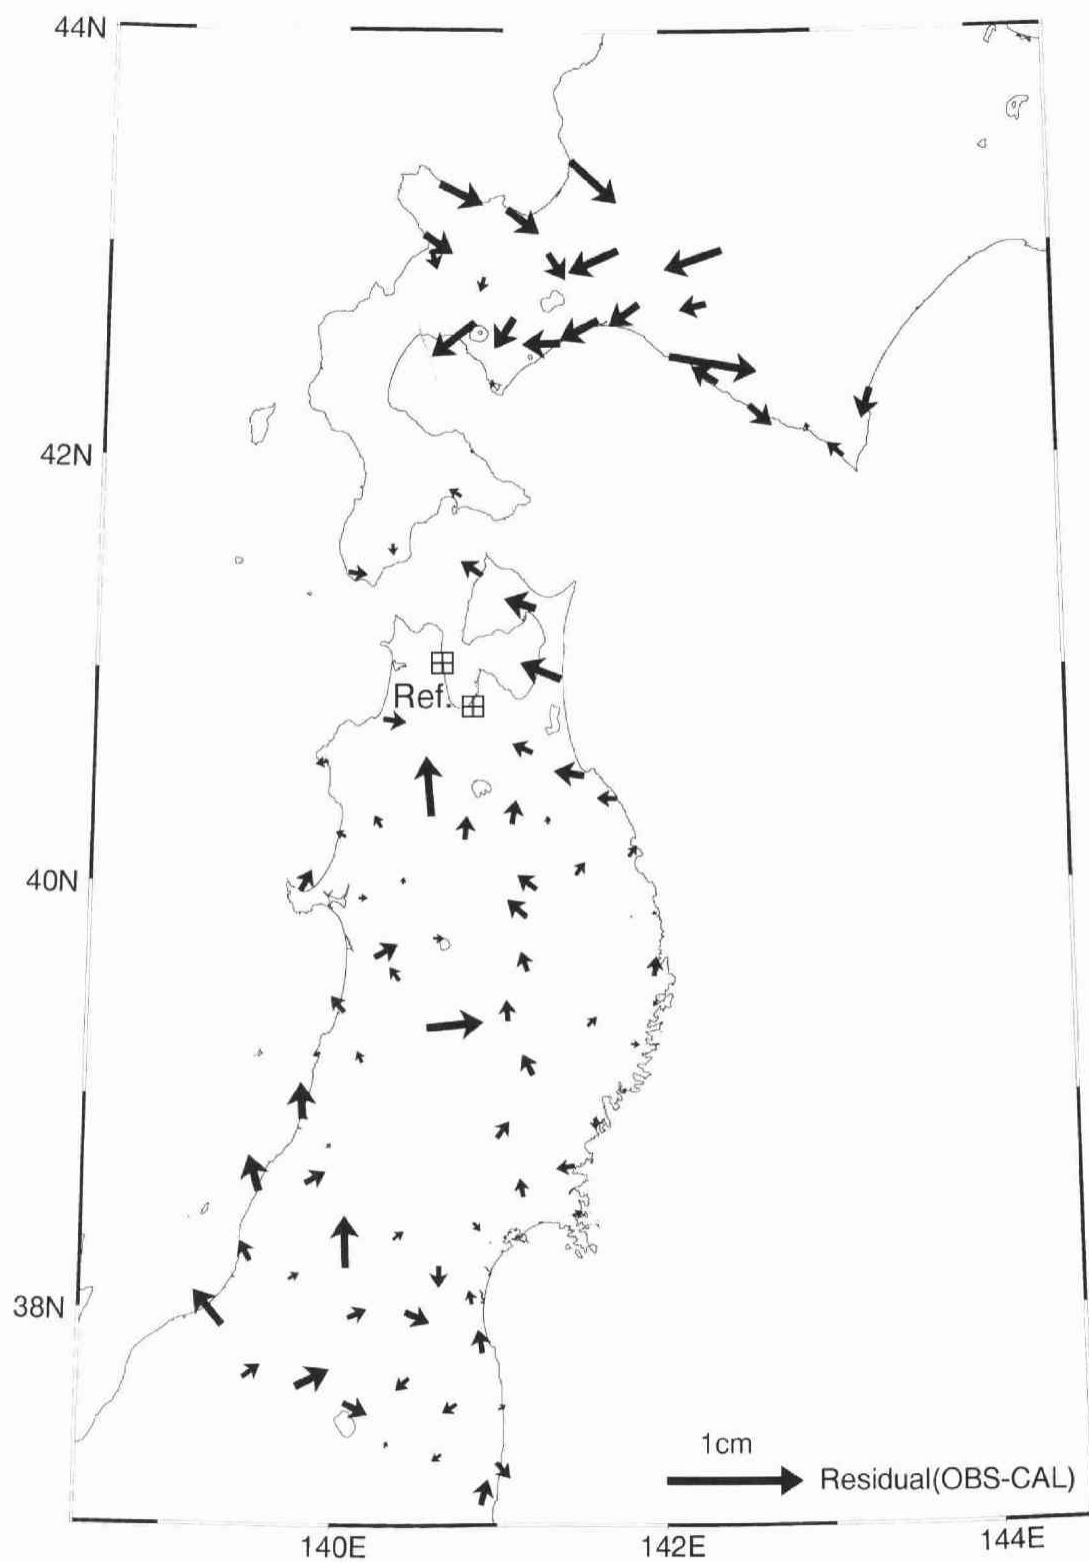 44N
42N
Ref.
40N
38N
1cm
Residual(OBS-CAL)
140E
142E
144E